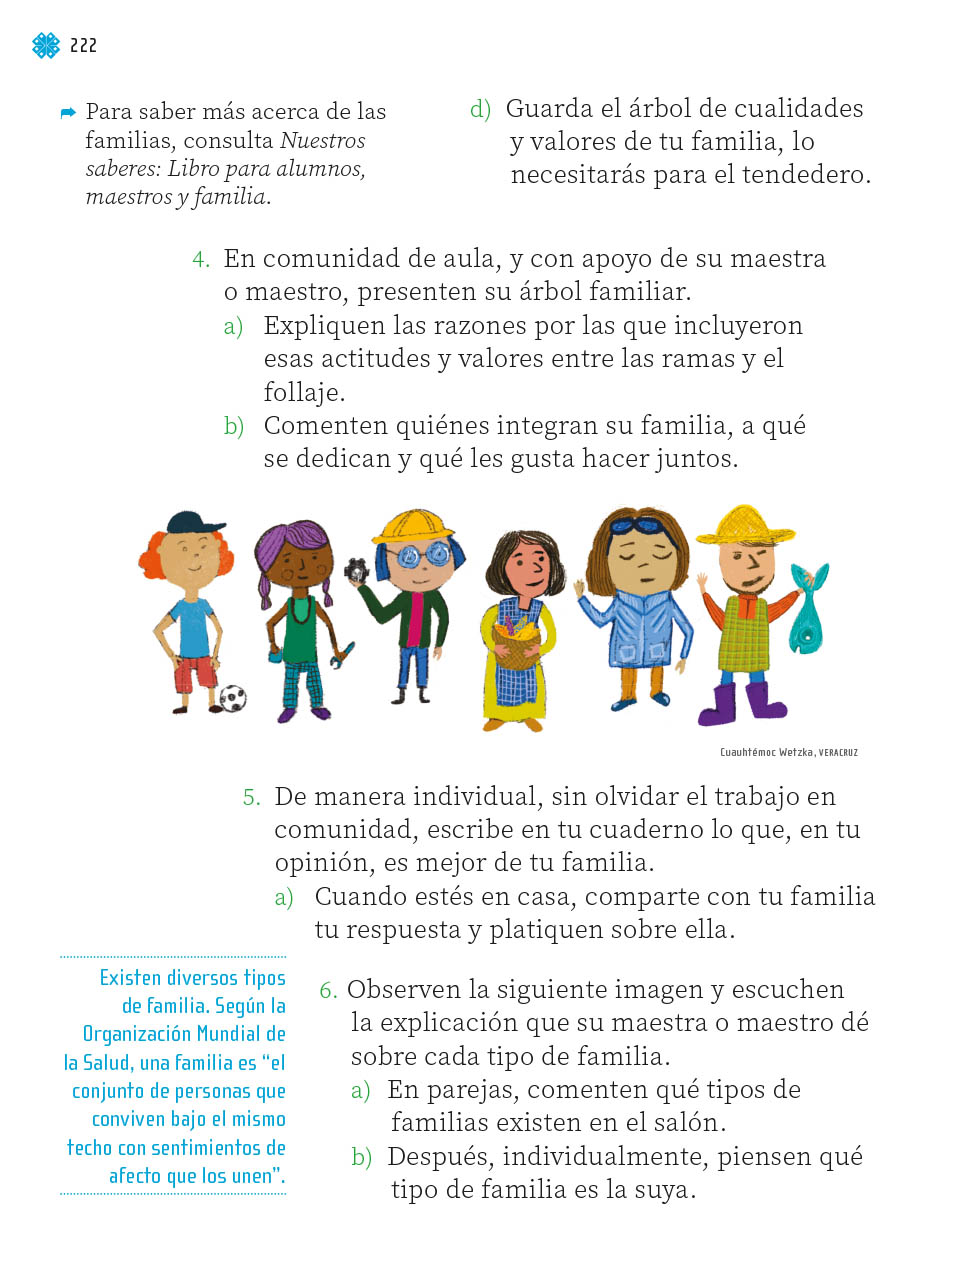 222
Para saber más acerca de las
familias, consulta Nuestros
saberes: Libro para alumnos,
maestros y familia.
d) Guarda el árbol de cualidades
y valores de tu familia, lo
necesitarás para el tendedero.
4. En comunidad de aula, y con apoyo de su maestra
o maestro, presenten su árbol familiar.
a) Expliquen las razones por las que incluyeron
esas actitudes y valores entre las ramas y el
follaje.
b) Comenten quiénes integran su familia, a qué
se dedican y qué les gusta hacer juntos.
Cuauhtémoc Wetzka, VERACRUZ
5. De manera individual, sin olvidar el trabajo en
comunidad, escribe en tu cuaderno lo que, en tu
opinión, es mejor de tu familia.
a) Cuando estés en casa, comparte con tu familia
tu respuesta y platiquen sobre ella.
Existen diversos tipos
de familia. Según la
Organización Mundial de
la Salud, una familia es “el
conjunto de personas que
conviven bajo el mismo
techo con sentimientos de
afecto que los unen”.
6. Observen la siguiente imagen y escuchen
la explicación que su maestra o maestro dé
sobre cada tipo de familia.
a) En parejas, comenten qué tipos de
familias existen en el salón.
b) Después, individualmente, piensen qué
tipo de familia es la suya.